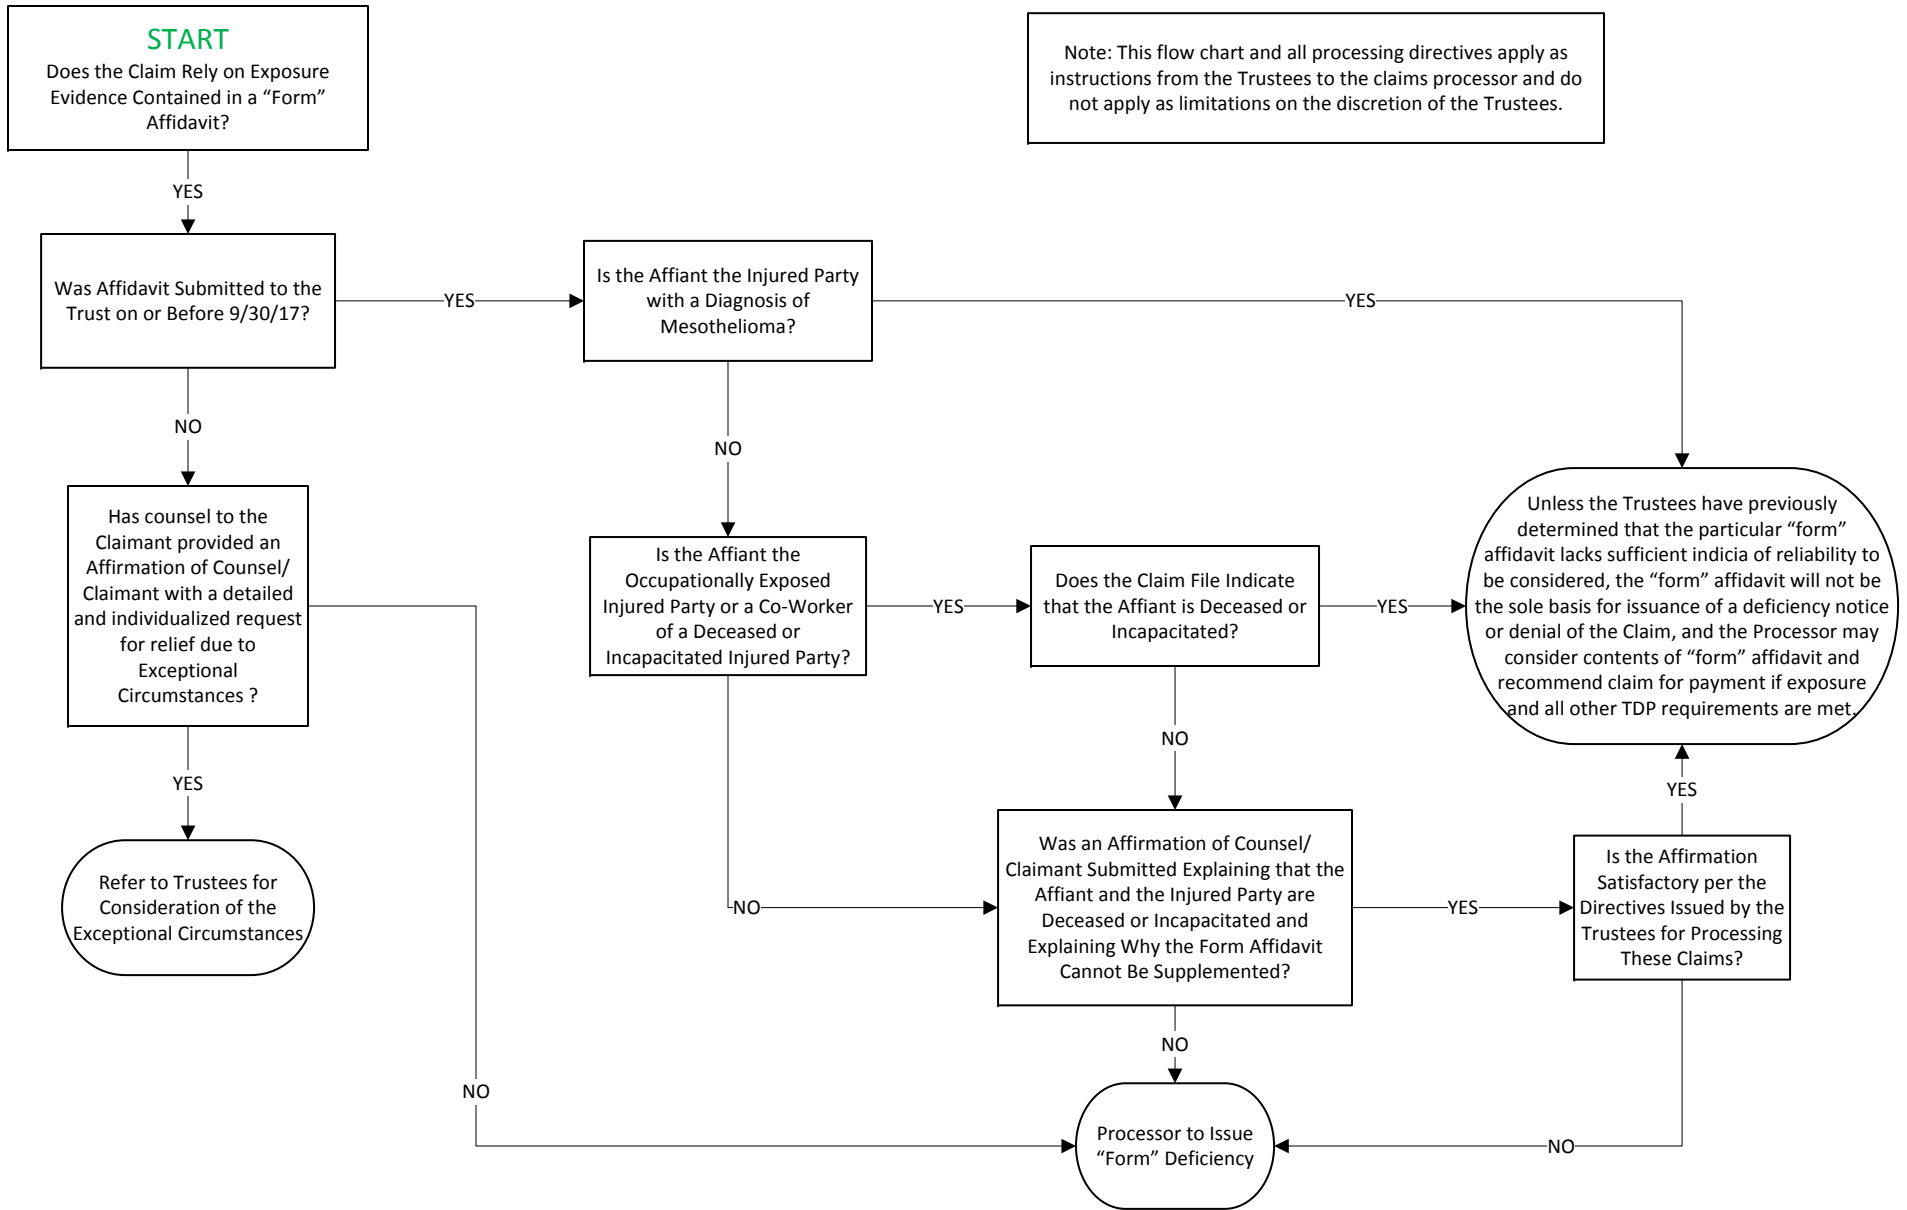 START
Does the Claim Rely on Exposure
Evidence Contained in a “Form”
Affidavit?
Note: This flow chart and all processing directives apply as
instructions from the Trustees to the claims processor and do
not apply as limitations on the discretion of the Trustees.
YES
Was Affidavit Submitted to the
Trust on or Before 9/30/17?
YES
Is the Affiant the Injured Party
with a Diagnosis of
Mesothelioma?
YES
NO
NO
Has counsel to the
Claimant provided an
Affirmation of Counsel/
Claimant with a detailed
and individualized request
for relief due to
Exceptional
Circumstances ?
Is the Affiant the
Occupationally Exposed
Injured Party or a Co-Worker
of a Deceased or
Incapacitated Injured Party?
YES
Does the Claim File Indicate
that the Affiant is Deceased or
Incapacitated?
YES
Unless the Trustees have previously
determined that the particular “form”
affidavit lacks sufficient indicia of reliability to
be considered, the “form” affidavit will not be
the sole basis for issuance of a deficiency notice
or denial of the Claim, and the Processor may
consider contents of “form” affidavit and
recommend claim for payment if exposure
and all other TDP requirements are met.
NO
YES
YES
Refer to Trustees for
Consideration of the
Exceptional Circumstances
NO
Was an Affirmation of Counsel/
Claimant Submitted Explaining that the
Affiant and the Injured Party are
Deceased or Incapacitated and
Explaining Why the Form Affidavit
Cannot Be Supplemented?
YES
Is the Affirmation
Satisfactory per the
Directives Issued by the
Trustees for Processing
These Claims?
NO
NO
Processor to Issue
“Form” Deficiency
NO